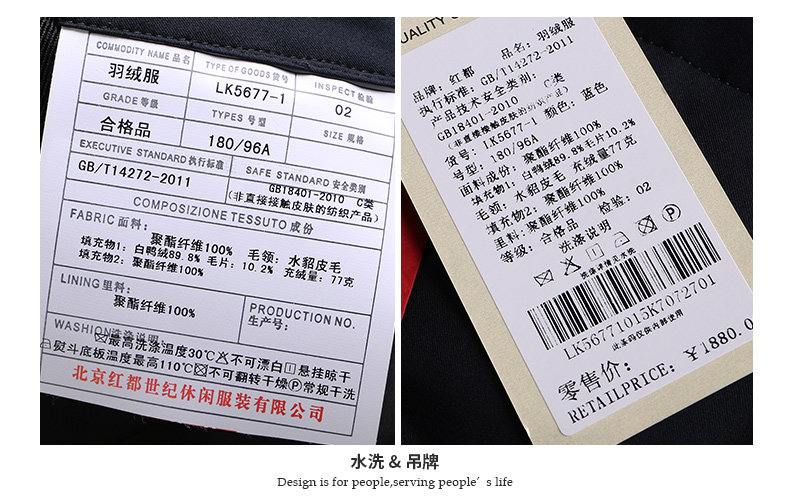 COMMODITY NAME 品名
TYPE OF GOODS 货号
INSPECT 检验
羽绒服
LK5677-1
02
GRADE 等级
TYPES 号型
SIZE 规格
合格品
180/96A
EXECUTIVE STANDARD 执行标准
SAFE STANDARD 安全类别
GB/T14272-2011
GB18401-2010 C类
(非直接接触皮肤的纺织产品)
COMPOSIZIONE TESSUTO 成份
FABRIC 面料:
聚酯纤维100% 毛领:水貂皮毛
填充物1:白鸭绒89.8% 毛片:10.2% 充绒量:77克
填充物2:聚酯纤维100%
LINING 里料:
聚酯纤维100%
PRODUCTION NO.
生产号:
WASHION 洗涤说明:
最高洗涤温度30℃ 不可漂白 悬挂晾干
熨斗底板温度最高110℃ 不可翻转干燥 P 常规干洗
北京红都世纪休闲服装有限公司
QUALITY
品牌:红都 品名:羽绒服
执行标准:GB/T14272-2011
产品技术安全类别:
GB18401-2010 C类
(非直接接触皮肤的纺织产品)
货号:LK5677-1 颜色:蓝色
号型:180/96A
面料成份:聚酯纤维100%
填充物1:白鸭绒89.8%毛片10.2%
毛领:水貂皮毛 充绒量77克
填充物2:聚酯纤维100%
里料:聚酯纤维100%
等级:合格品 检验:02
洗涤说明:
P
洗涤详情见水唛
LK56771015K7072701
此条码仅供内部使用
零售价:
RETAILPRICE: ¥1880.0
水洗 & 吊牌
Design is for people,serving people's life